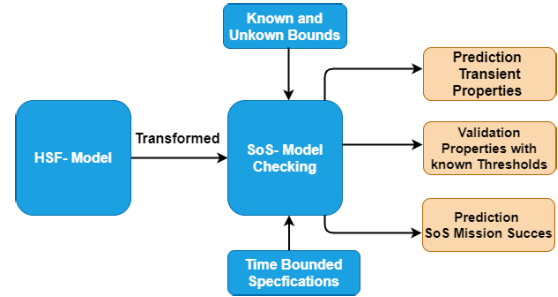 Known and
Unkown Bounds
HSF- Model
Transformed
SoS- Model
Checking
Time Bounded
Specfications
Prediction
Transient
Properties
Validation
Properties with
known Thresholds
Prediction
SoS Mission Succes